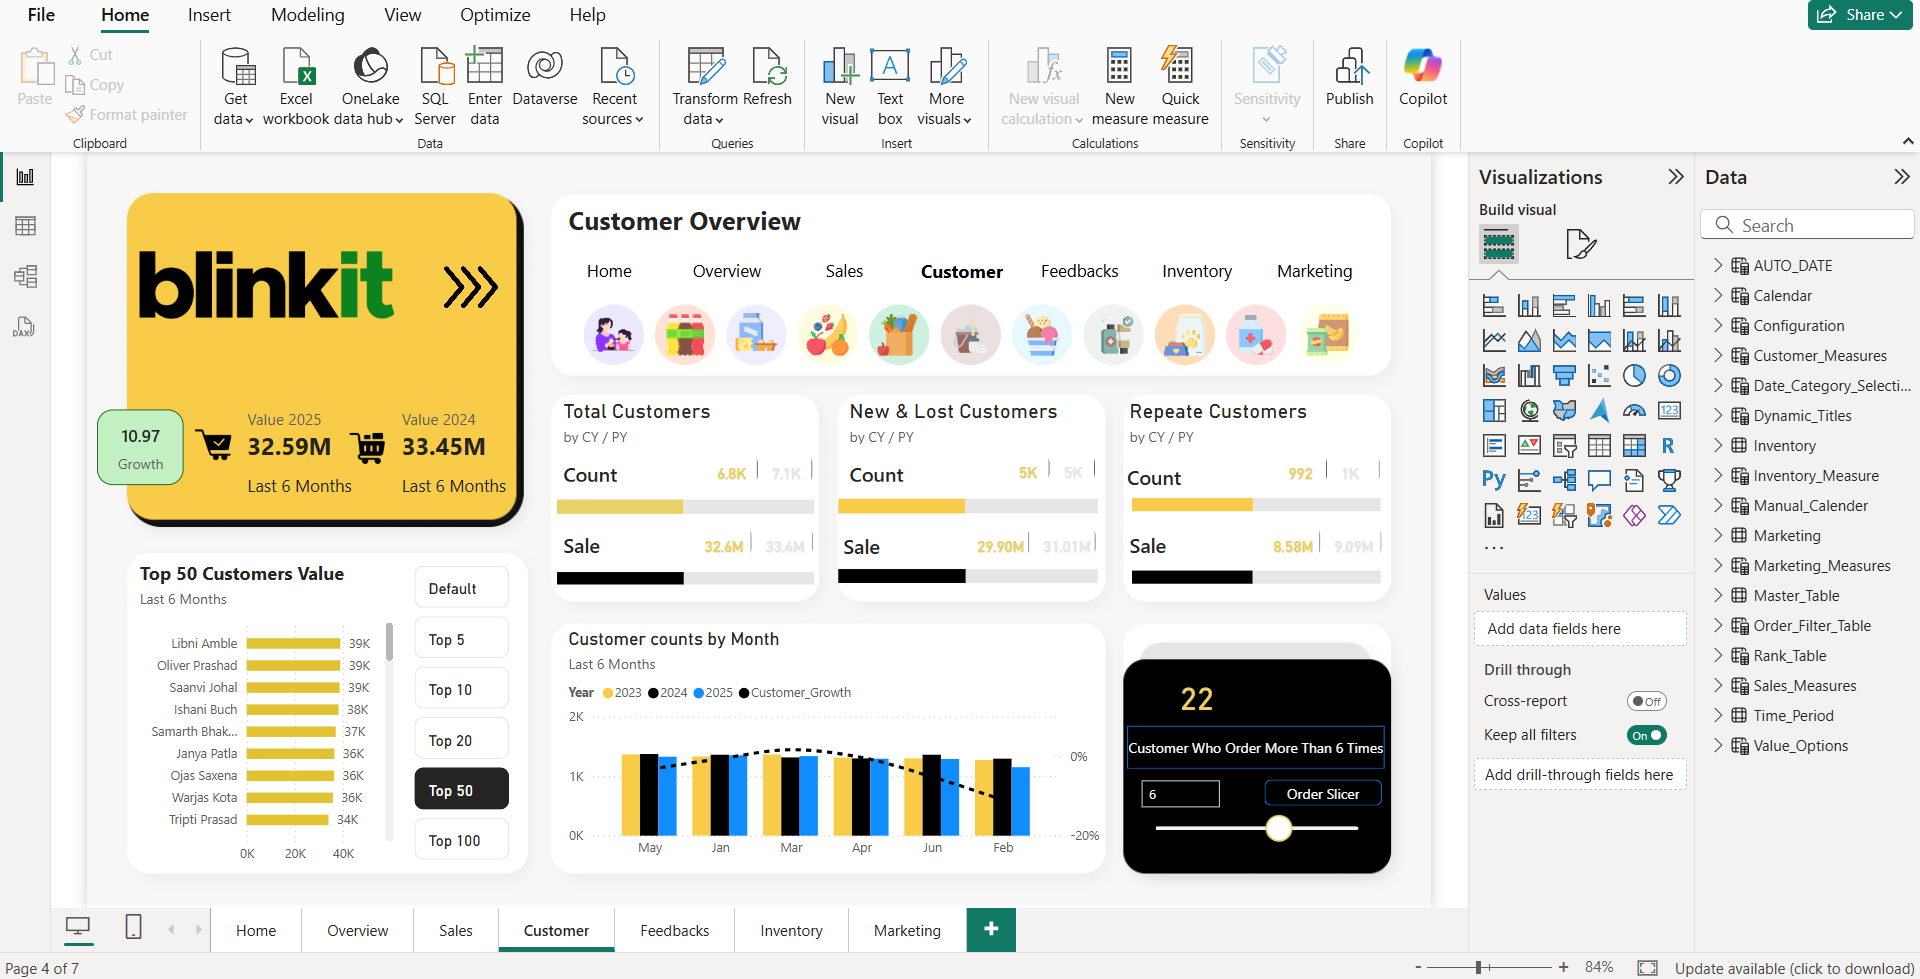 File Home Insert Modeling View Optimize Help
Share
Paste
Cut
Copy
Format painter
Clipboard
Get data
Excel workbook
OneLake data hub
SQL Server
Enter data
Dataverse
Recent sources
Data
Transform data
Refresh
Queries
New visual
Text box
More visuals
Insert
New visual calculation
New measure
Quick measure
Calculations
Sensitivity
Sensitivity
Publish
Share
Copilot
Copilot
blinkit
10.97
Growth
Value 2025
32.59M
Last 6 Months
Value 2024
33.45M
Last 6 Months
Customer Overview
Home Overview Sales Customer Feedbacks Inventory Marketing
Total Customers
by CY / PY
Count 6.8K 7.1K
Sale 32.6M 33.4M
New & Lost Customers
by CY / PY
Count 5K 5K
Sale 29.90M 31.01M
Repeate Customers
by CY / PY
Count 992 1K
Sale 8.58M 9.09M
Top 50 Customers Value
Last 6 Months
Libni Amble 39K
Oliver Prashad 39K
Saanvi Johal 39K
Ishani Buch 38K
Samarth Bhak... 37K
Janya Patla 36K
Ojas Saxena 36K
Warjas Kota 36K
Tripti Prasad 34K
0K 20K 40K
Default
Top 5
Top 10
Top 20
Top 50
Top 100
Customer counts by Month
Last 6 Months
Year 2023 2024 2025 Customer_Growth
2K
1K
0K
0%
-20%
May Jan Mar Apr Jun Feb
22
Customer Who Order More Than 6 Times
6
Order Slicer
Visualizations
Build visual
123
R
Py
123
...
Values
Add data fields here
Drill through
Cross-report Off
Keep all filters On
Add drill-through fields here
Data
Search
AUTO_DATE
Calendar
Configuration
Customer_Measures
Date_Category_Selecti...
Dynamic_Titles
Inventory
Inventory_Measure
Manual_Calender
Marketing
Marketing_Measures
Master_Table
Order_Filter_Table
Rank_Table
Sales_Measures
Time_Period
Value_Options
Home Overview Sales Customer Feedbacks Inventory Marketing +
Page 4 of 7
- + 84%
Update available (click to download)
DAX